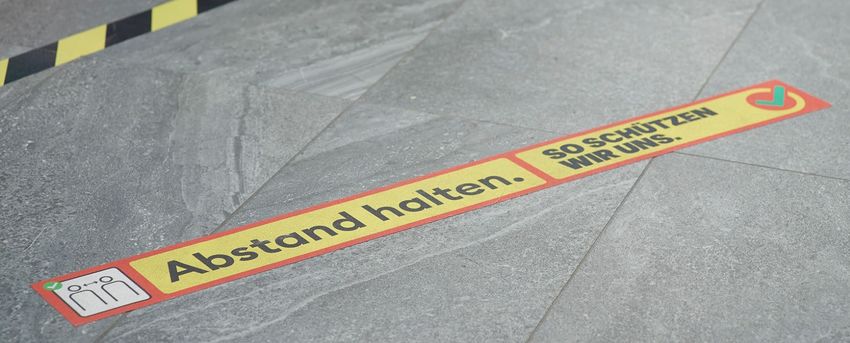 Abstand halten.
SO SCHÜTZEN
WIR UNS.